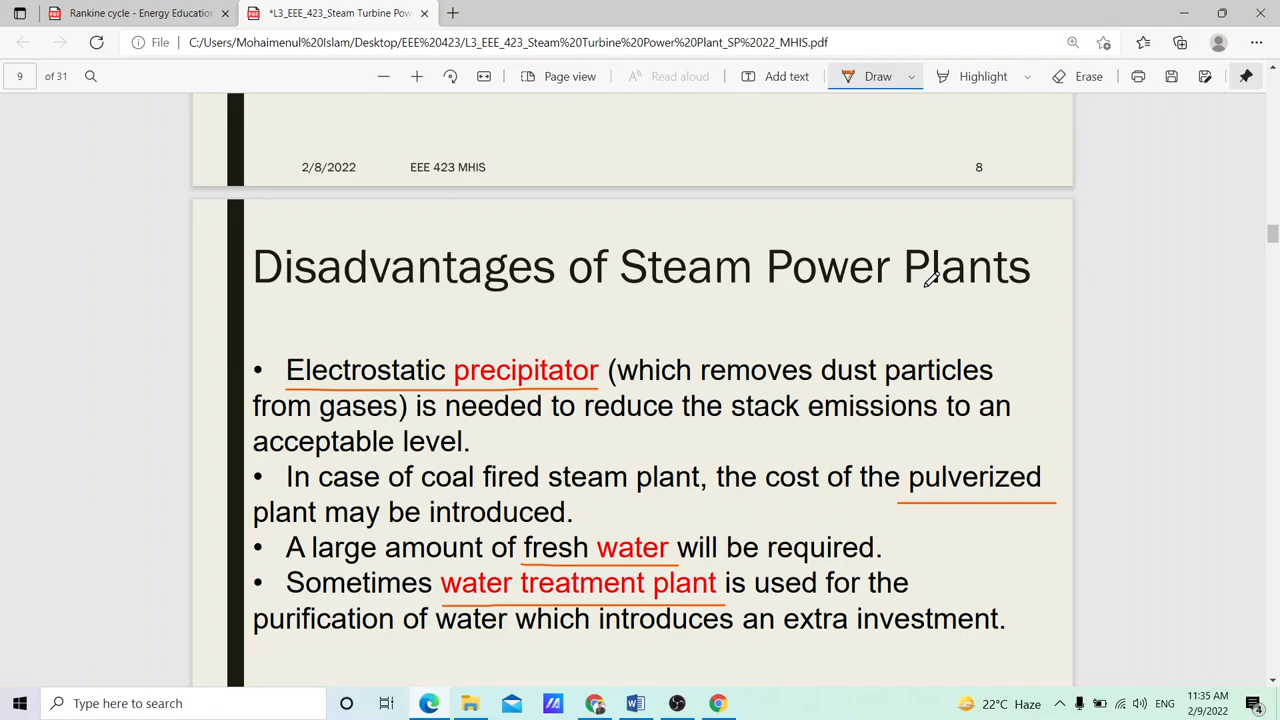 Rankine cycle - Energy Education
*L3_EEE_423_Steam Turbine Pow
File
C:/Users/Mohaimenul%20Islam/Desktop/EEE%20423/L3_EEE_423_Steam%20Turbine%20Power%20Plant_SP%2022_MHIS.pdf
9 of 31
Page view
Read aloud
Add text
Draw
Highlight
Erase
2/8/2022 EEE 423 MHIS 8
Disadvantages of Steam Power Plants
• Electrostatic precipitator (which removes dust particles
from gases) is needed to reduce the stack emissions to an
acceptable level.
• In case of coal fired steam plant, the cost of the pulverized
plant may be introduced.
• A large amount of fresh water will be required.
• Sometimes water treatment plant is used for the
purification of water which introduces an extra investment.
Type here to search
22°C Haze
ENG
11:35 AM
2/9/2022
4